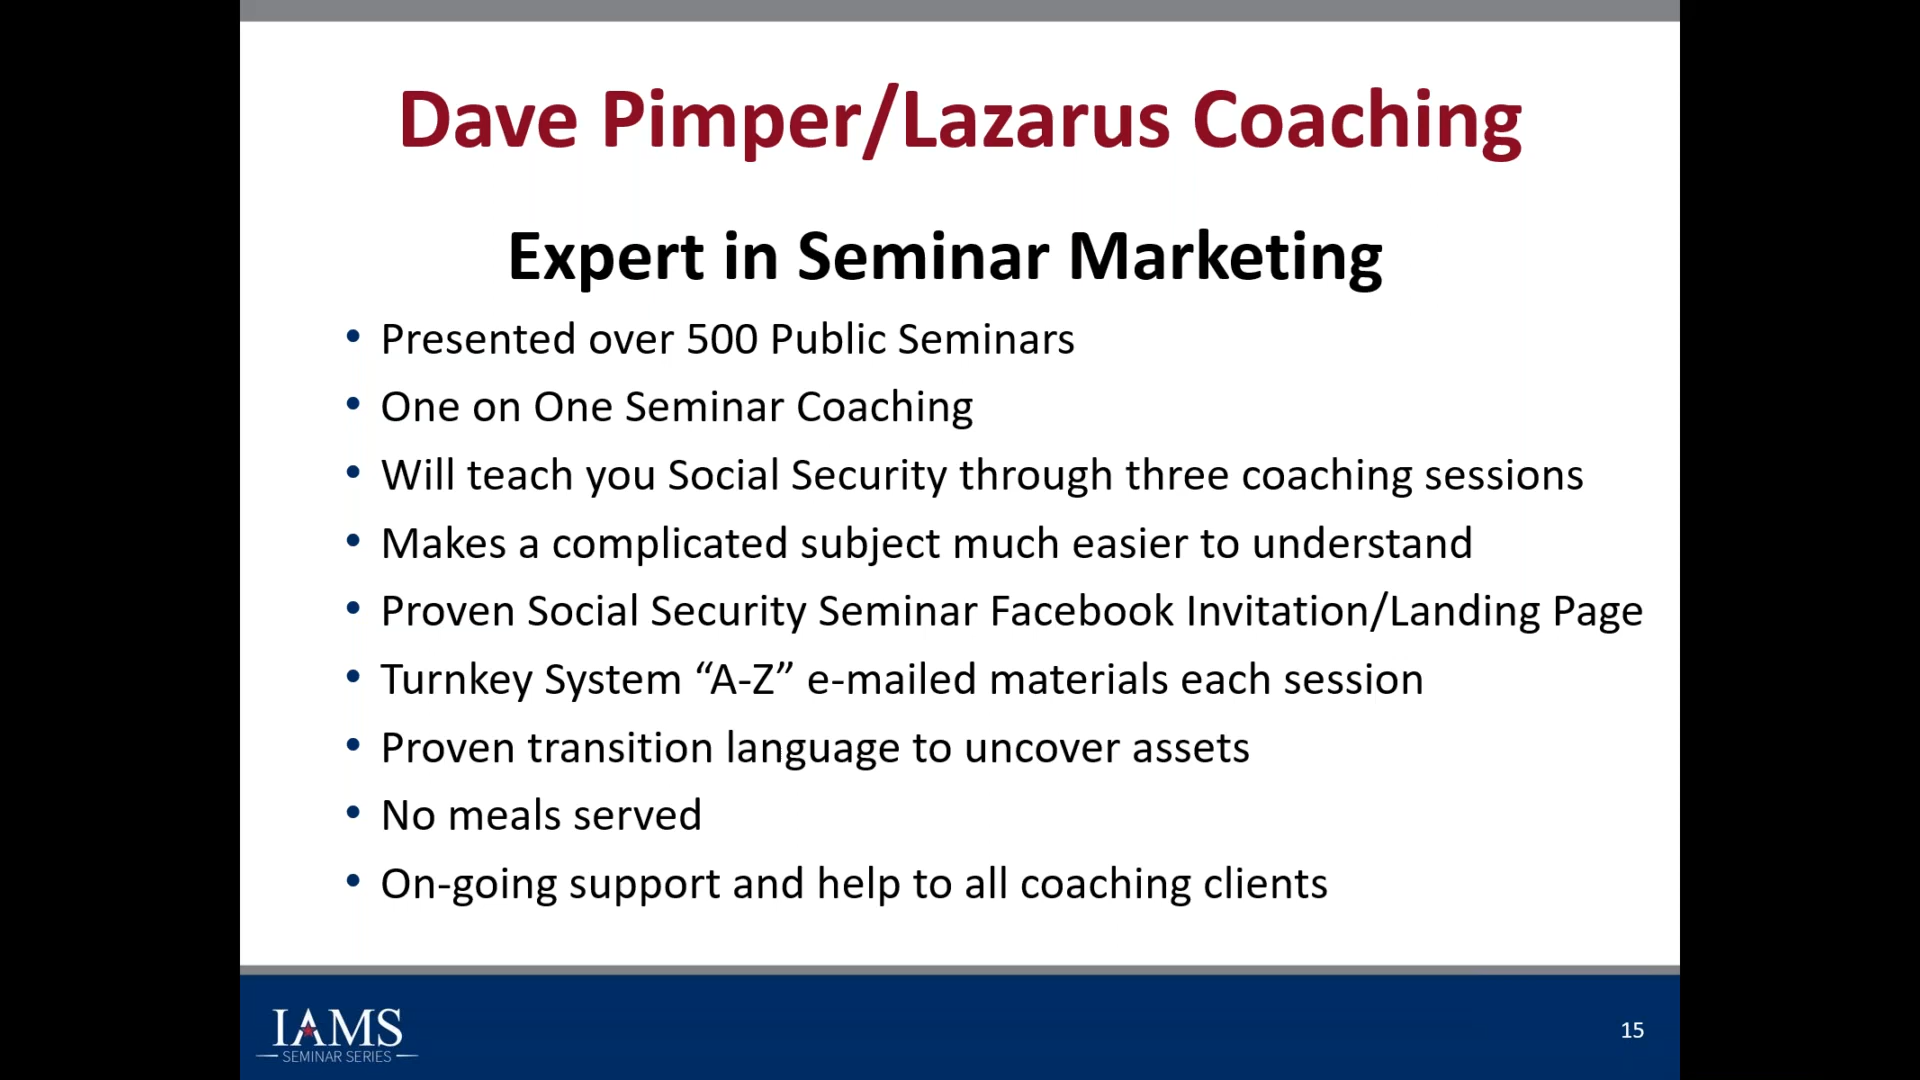 Dave Pimper/Lazarus Coaching
Expert in Seminar Marketing
• Presented over 500 Public Seminars
• One on One Seminar Coaching
• Will teach you Social Security through three coaching sessions
• Makes a complicated subject much easier to understand
• Proven Social Security Seminar Facebook Invitation/Landing Page
• Turnkey System “A-Z” e-mailed materials each session
• Proven transition language to uncover assets
• No meals served
• On-going support and help to all coaching clients
IAMS
SEMINAR SERIES
15